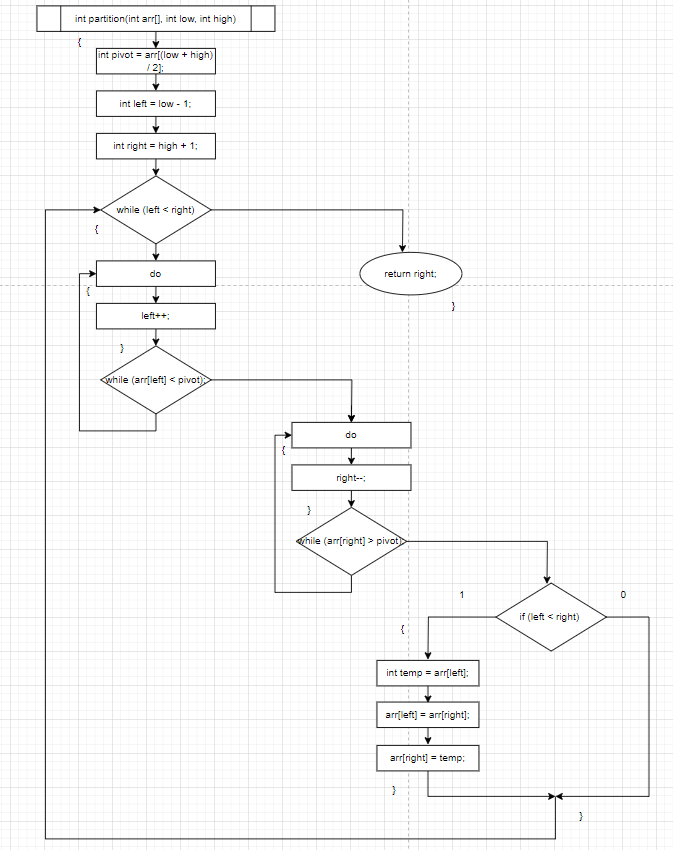 int partition(int arr[], int low, int high)
{
int pivot = arr[(low + high)
/ 2];
int left = low - 1;
int right = high + 1;
while (left < right)
{
return right;
}
do
{
left++;
}
while (arr[left] < pivot);
do
{
right--;
}
while (arr[right] > pivot);
1
0
if (left < right)
{
int temp = arr[left];
arr[left] = arr[right];
arr[right] = temp;
}
}